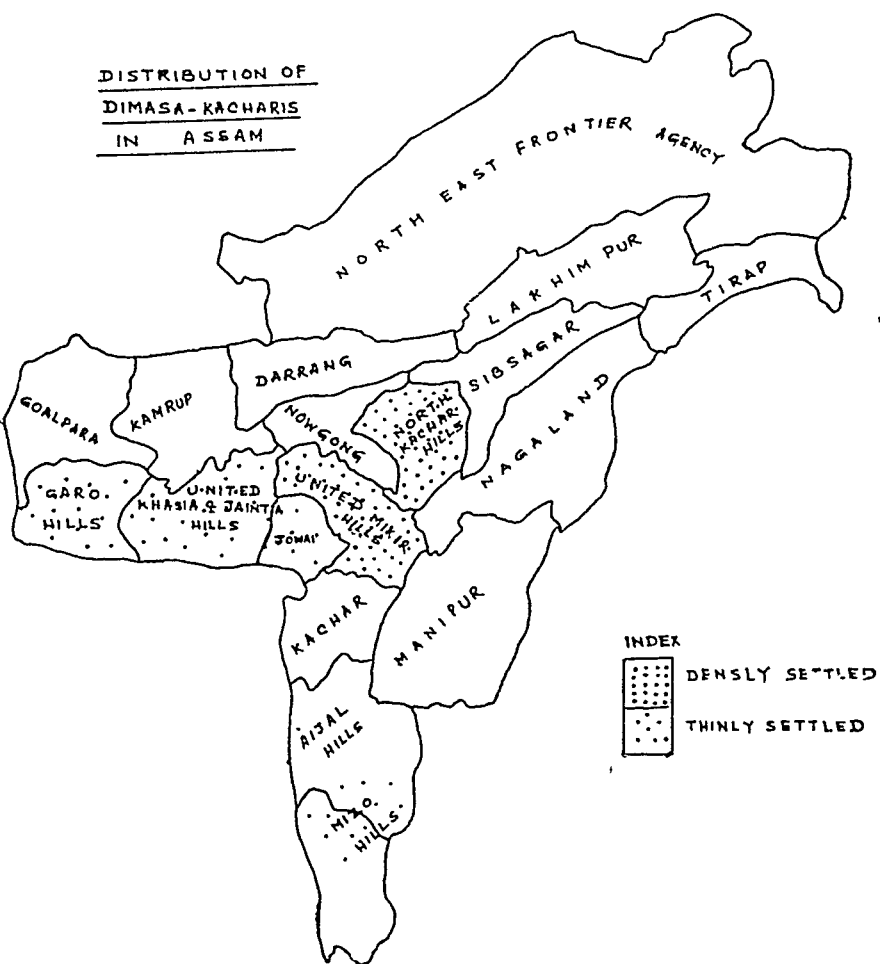 DISTRIBUTION OF
DIMASA-KACHARIS
IN ASSAM
NORTH EAST FRONTIER AGENCY
LAKHIMPUR
TIRAP
SIBSAGAR
DARRANG
GOALPARA
KAMRUP
NOWGONG
NORTH
KACHAR
HILLS
NAGALAND
GARO
HILLS
UNITED
KHASIA & JAINTIA
HILLS
UNITED MIKIR
HILLS
JOWAI
KACHAR
MANIPUR
INDEX
DENSLY SETTLED
THINLY SETTLED
AIJAL
HILLS
MIZO
HILLS